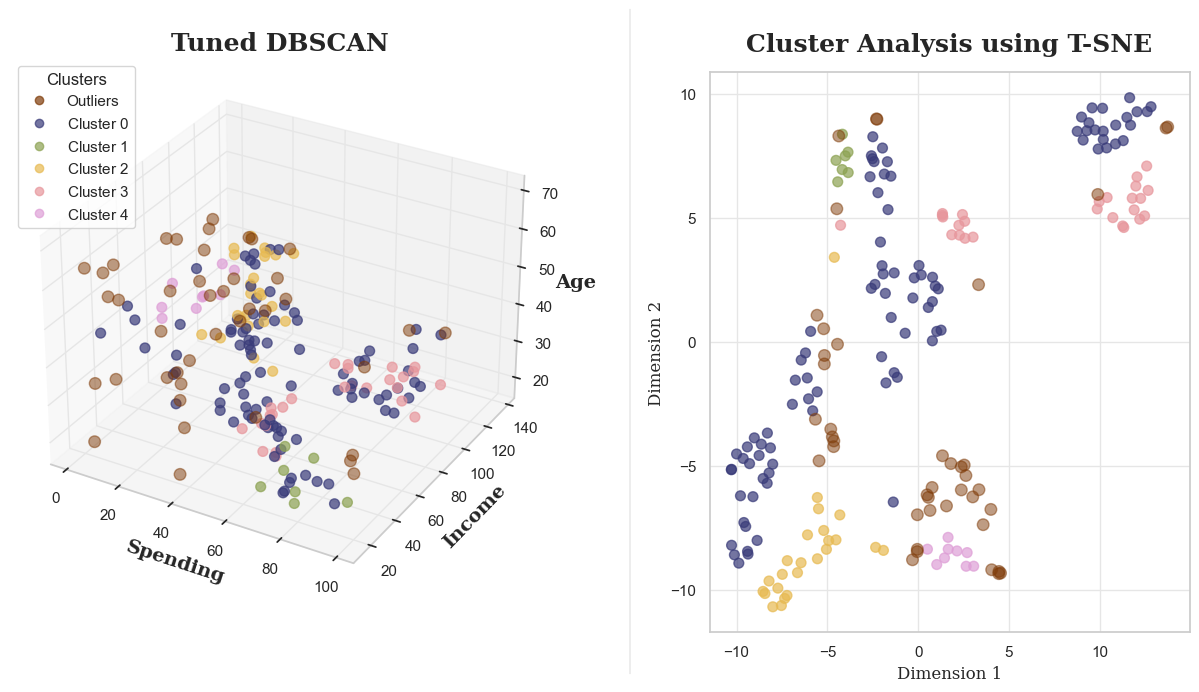 Tuned DBSCAN
Clusters
Outliers
Cluster 0
Cluster 1
Cluster 2
Cluster 3
Cluster 4
70
60
50
40
30
20
Age
140
120
100
80
60
40
20
Income
0
20
40
60
80
100
Spending
Cluster Analysis using T-SNE
10
5
0
−5
−10
Dimension 2
−10
−5
0
5
10
Dimension 1